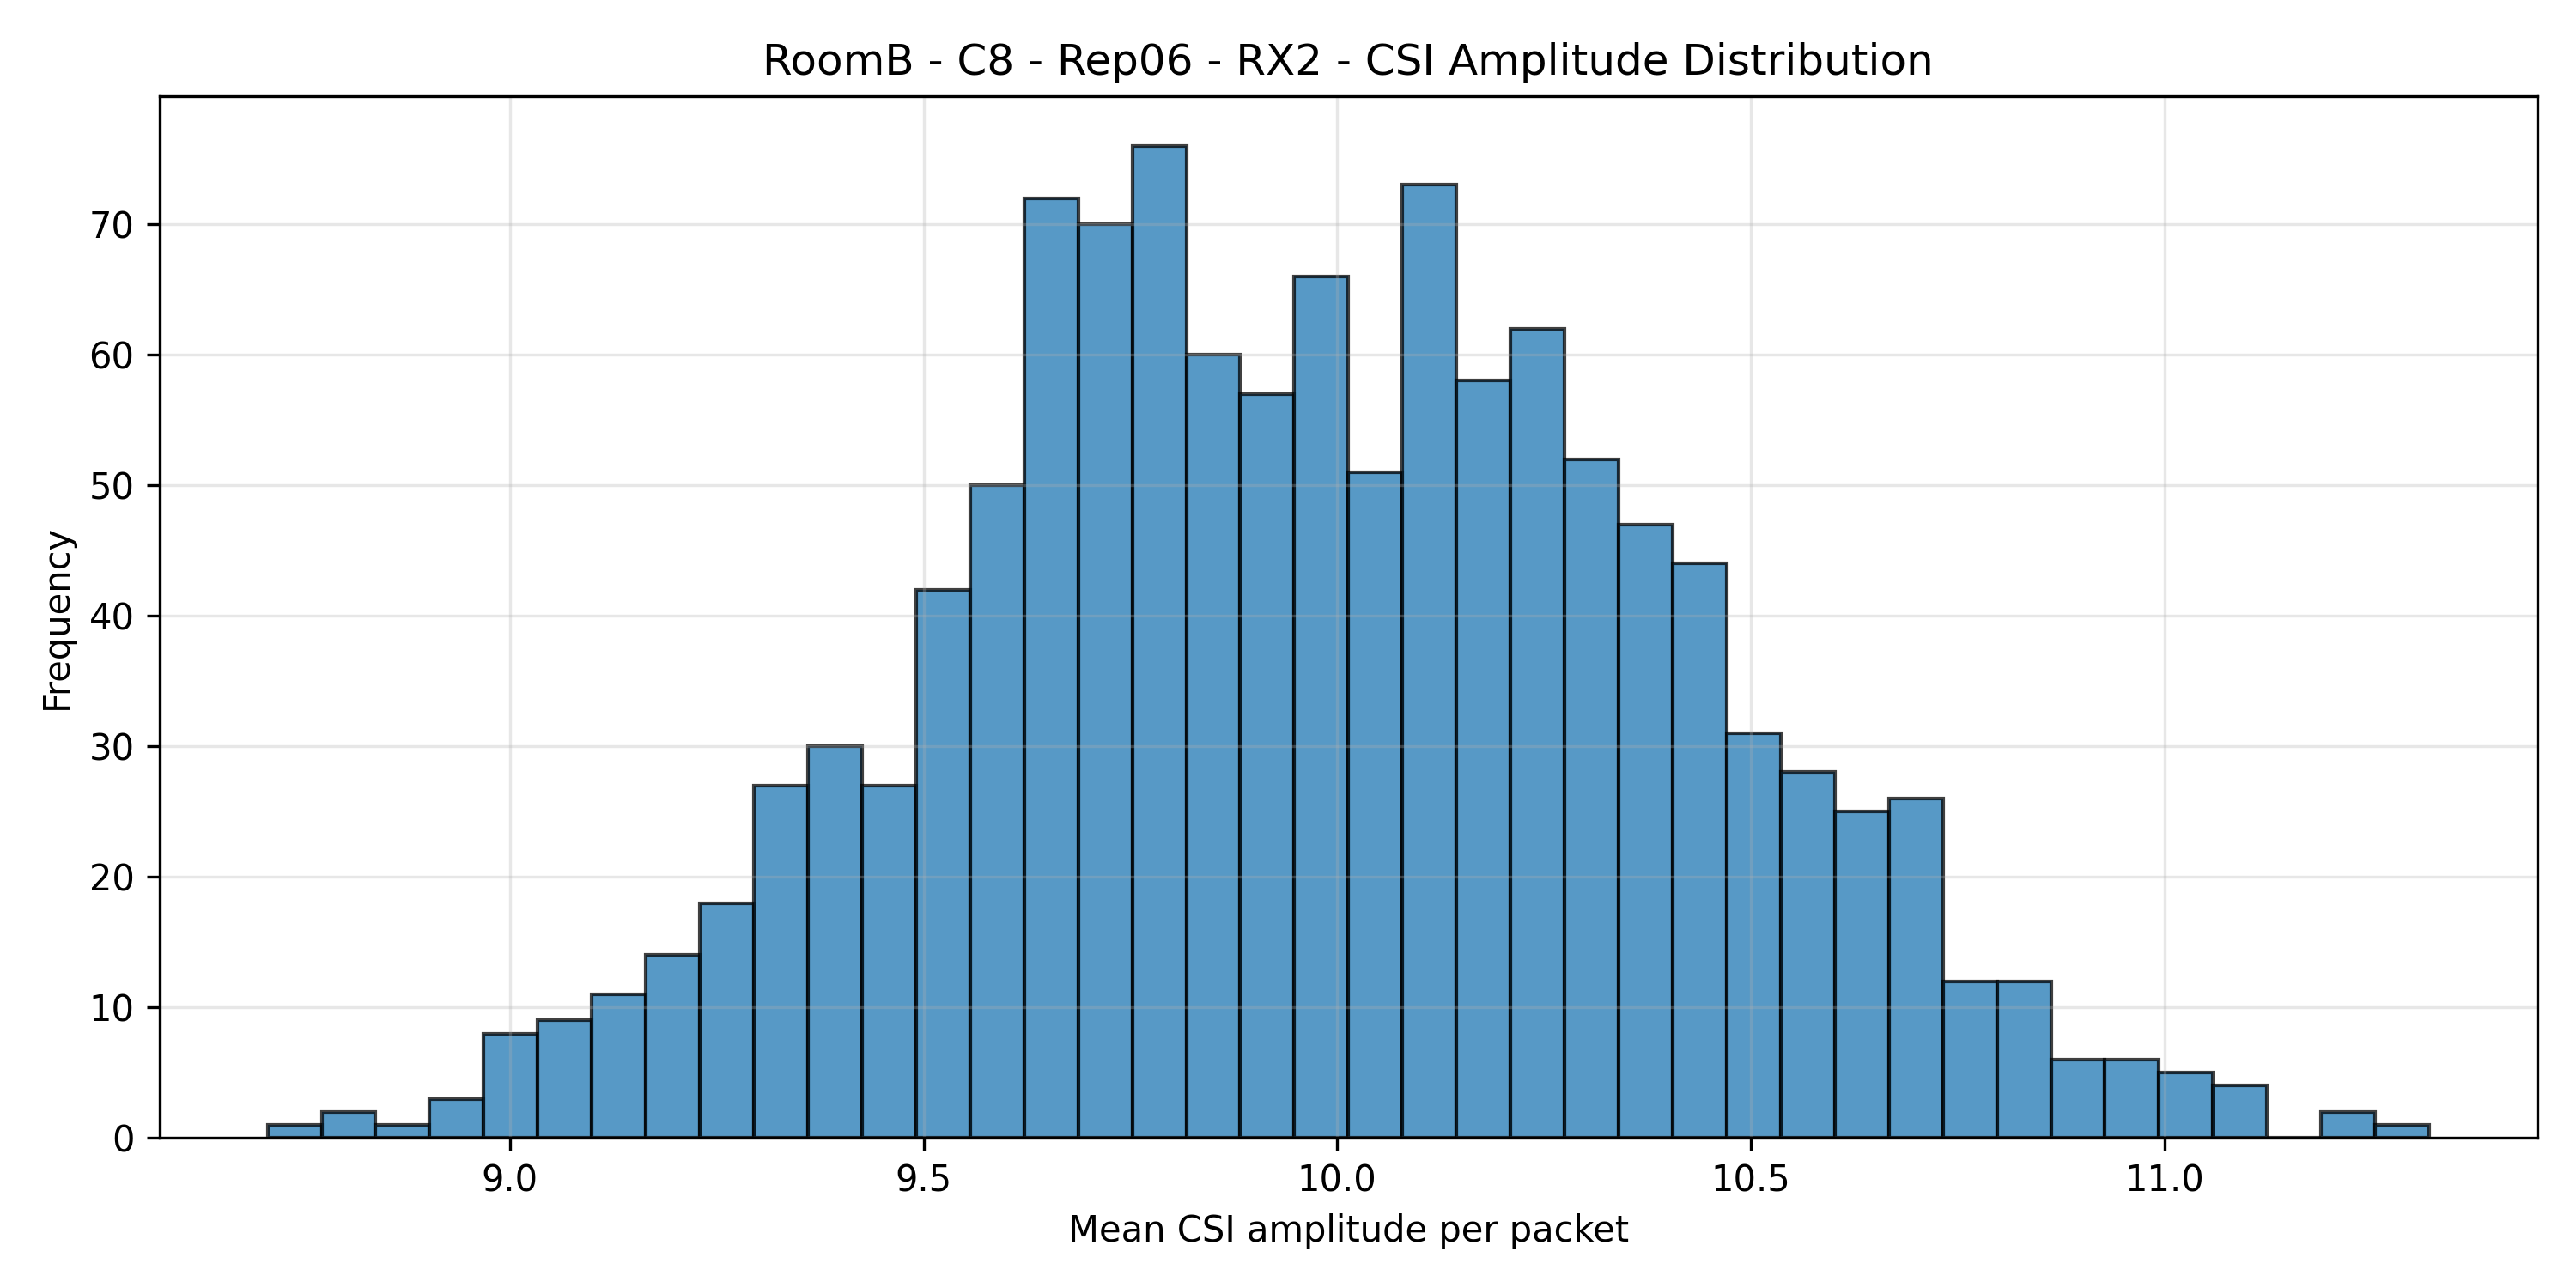 RoomB - C8 - Rep06 - RX2 - CSI Amplitude Distribution
Frequency
70
60
50
40
30
20
10
0
9.0 9.5 10.0 10.5 11.0
Mean CSI amplitude per packet